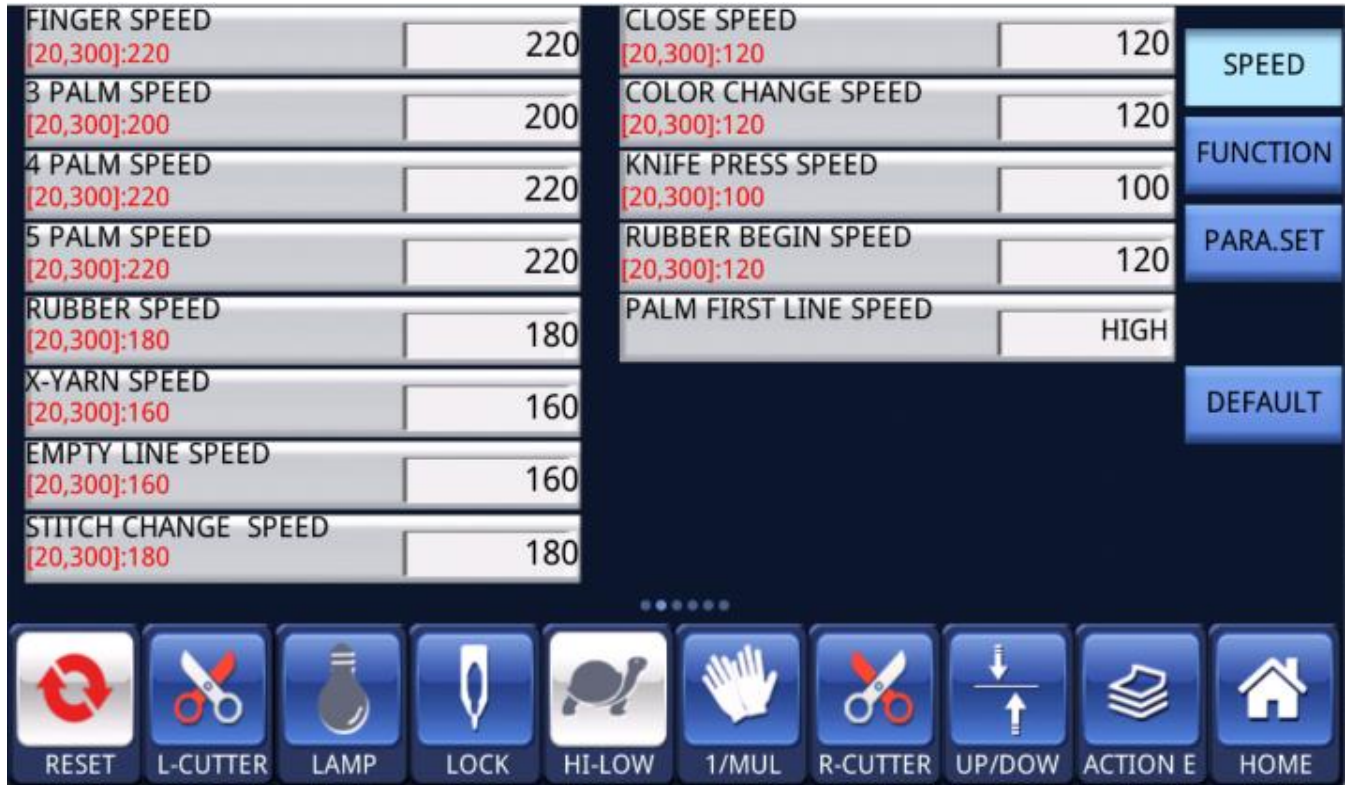 FINGER SPEED
[20,300]:220
220
3 PALM SPEED
[20,300]:200
200
4 PALM SPEED
[20,300]:220
220
5 PALM SPEED
[20,300]:220
220
RUBBER SPEED
[20,300]:180
180
X-YARN SPEED
[20,300]:160
160
EMPTY LINE SPEED
[20,300]:160
160
STITCH CHANGE  SPEED
[20,300]:180
180
CLOSE SPEED
[20,300]:120
120
COLOR CHANGE SPEED
[20,300]:120
120
KNIFE PRESS SPEED
[20,300]:100
100
RUBBER BEGIN SPEED
[20,300]:120
120
PALM FIRST LINE SPEED
HIGH
SPEED
FUNCTION
PARA.SET
DEFAULT
RESET
L-CUTTER
LAMP
LOCK
HI-LOW
1/MUL
R-CUTTER
UP/DOW
ACTION E
HOME